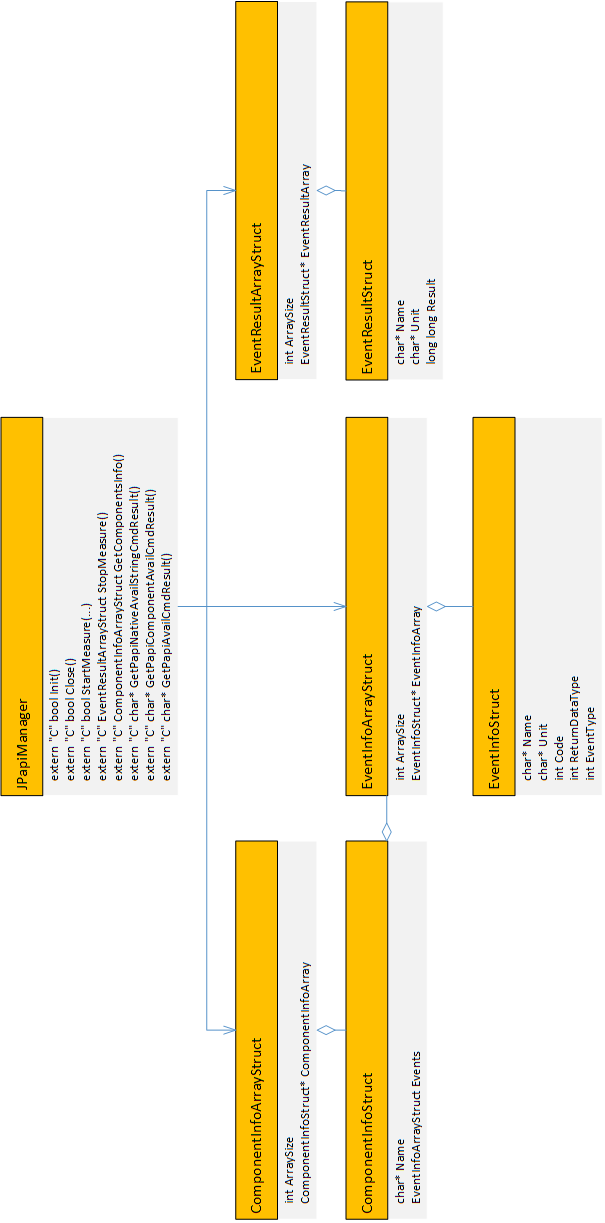 JPapiManager
extern "C" bool Init()
extern "C" bool Close()
extern "C" bool StartMeasure(...)
extern "C" EventResultArrayStruct StopMeasure()
extern "C" ComponentInfoArrayStruct GetComponentsInfo()
extern "C" char* GetPapiNativeAvailStringCmdResult()
extern "C" char* GetPapiComponentAvailCmdResult()
extern "C" char* GetPapiAvailCmdResult()
ComponentInfoArrayStruct
int ArraySize
ComponentInfoStruct* ComponentInfoArray
EventResultArrayStruct
int ArraySize
EventResultStruct* EventResultArray
ComponentInfoStruct
char* Name
EventInfoArrayStruct Events
EventInfoArrayStruct
int ArraySize
EventInfoStruct* EventInfoArray
EventResultStruct
char* Name
char* Unit
long long Result
EventInfoStruct
char* Name
char* Unit
int Code
int ReturnDataType
int EventType